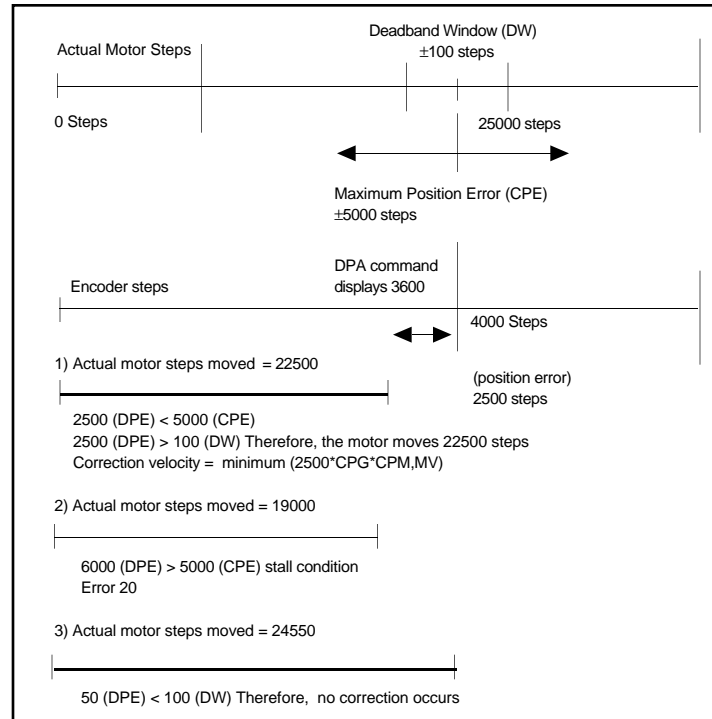 Deadband Window (DW)
±100 steps
Actual Motor Steps
0 Steps
25000 steps
Maximum Position Error (CPE)
±5000 steps
DPA command
displays 3600
Encoder steps
4000 Steps
1) Actual motor steps moved = 22500
(position error)
2500 steps
2500 (DPE) < 5000 (CPE)
2500 (DPE) > 100 (DW) Therefore, the motor moves 22500 steps
Correction velocity = minimum (2500*CPG*CPM,MV)
2) Actual motor steps moved = 19000
6000 (DPE) > 5000 (CPE) stall condition
Error 20
3) Actual motor steps moved = 24550
50 (DPE) < 100 (DW) Therefore, no correction occurs